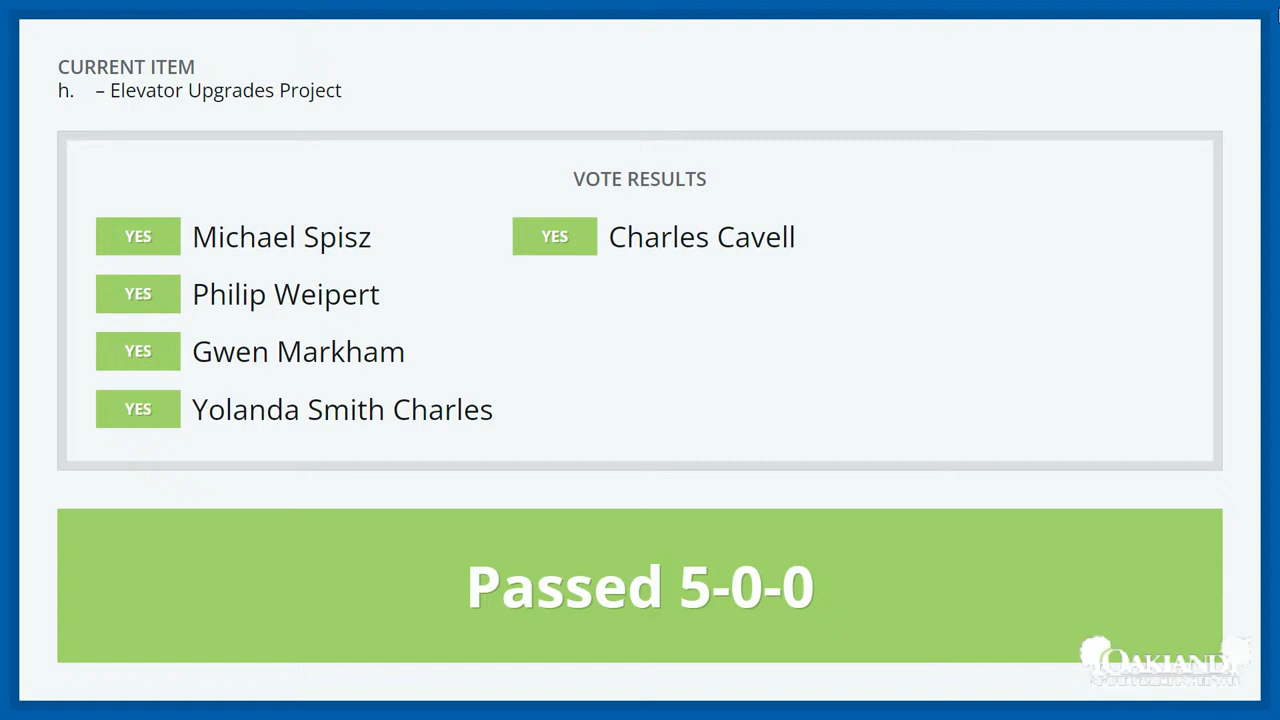 CURRENT ITEM
h. – Elevator Upgrades Project
VOTE RESULTS
YES Michael Spisz
YES Philip Weipert
YES Gwen Markham
YES Yolanda Smith Charles
YES Charles Cavell
Passed 5-0-0
OAKLAND